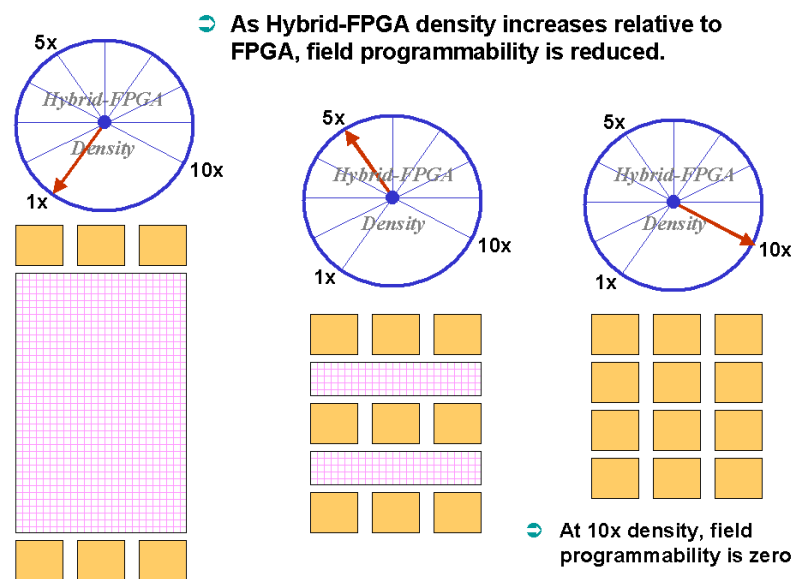 As Hybrid-FPGA density increases relative to
FPGA, field programmability is reduced.
5x
Hybrid-FPGA
Density
10x
1x
5x
Hybrid-FPGA
Density
10x
1x
5x
Hybrid-FPGA
Density
10x
1x
At 10x density, field
programmability is zero